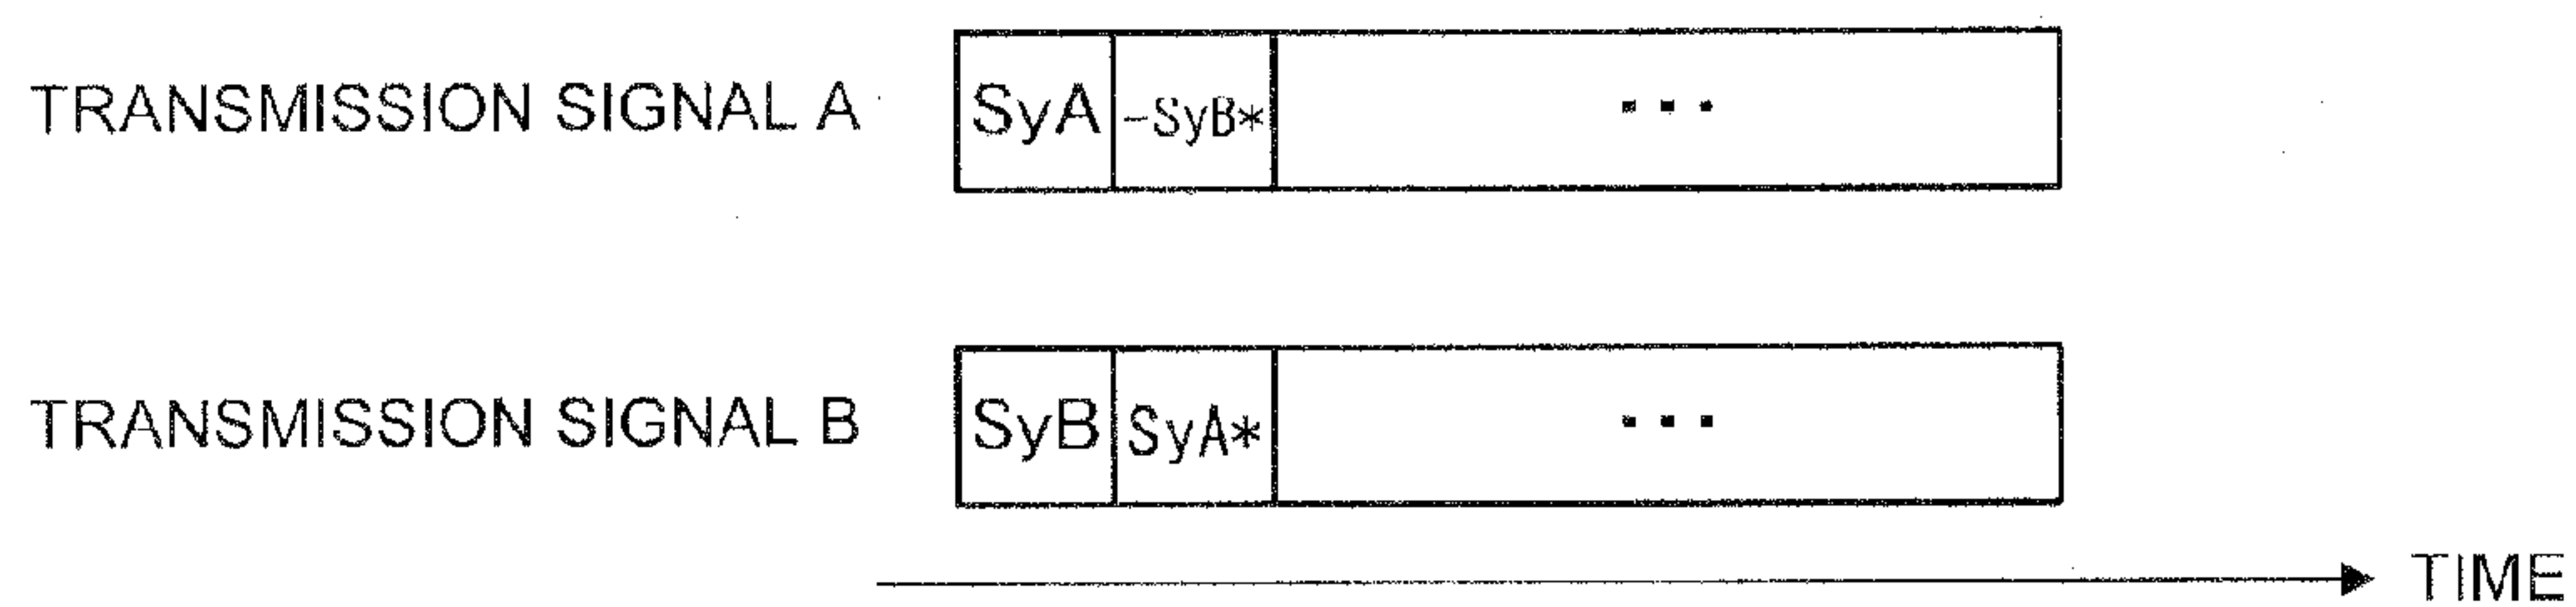 TRANSMISSION SIGNAL A SyA -SyB* ...
TRANSMISSION SIGNAL B SyB SyA* ...
TIME